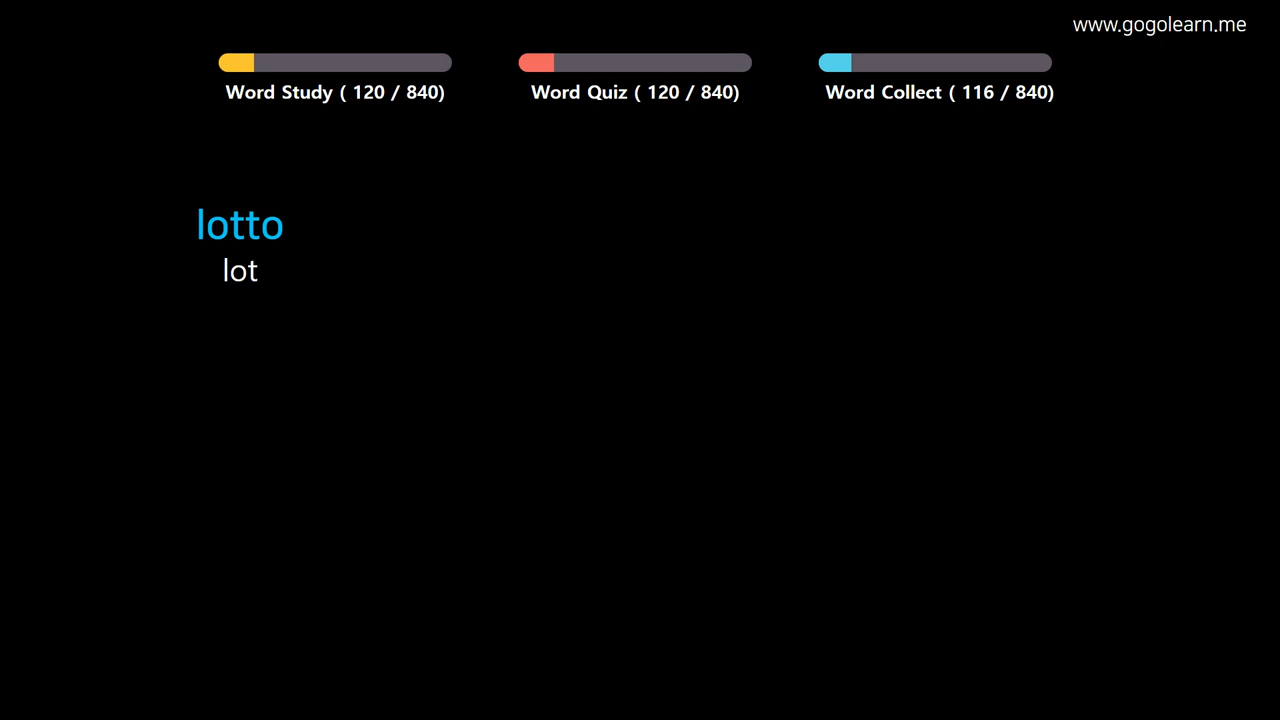 www.gogolearn.me
Word Study ( 120 / 840)
Word Quiz ( 120 / 840)
Word Collect ( 116 / 840)
lotto
lot